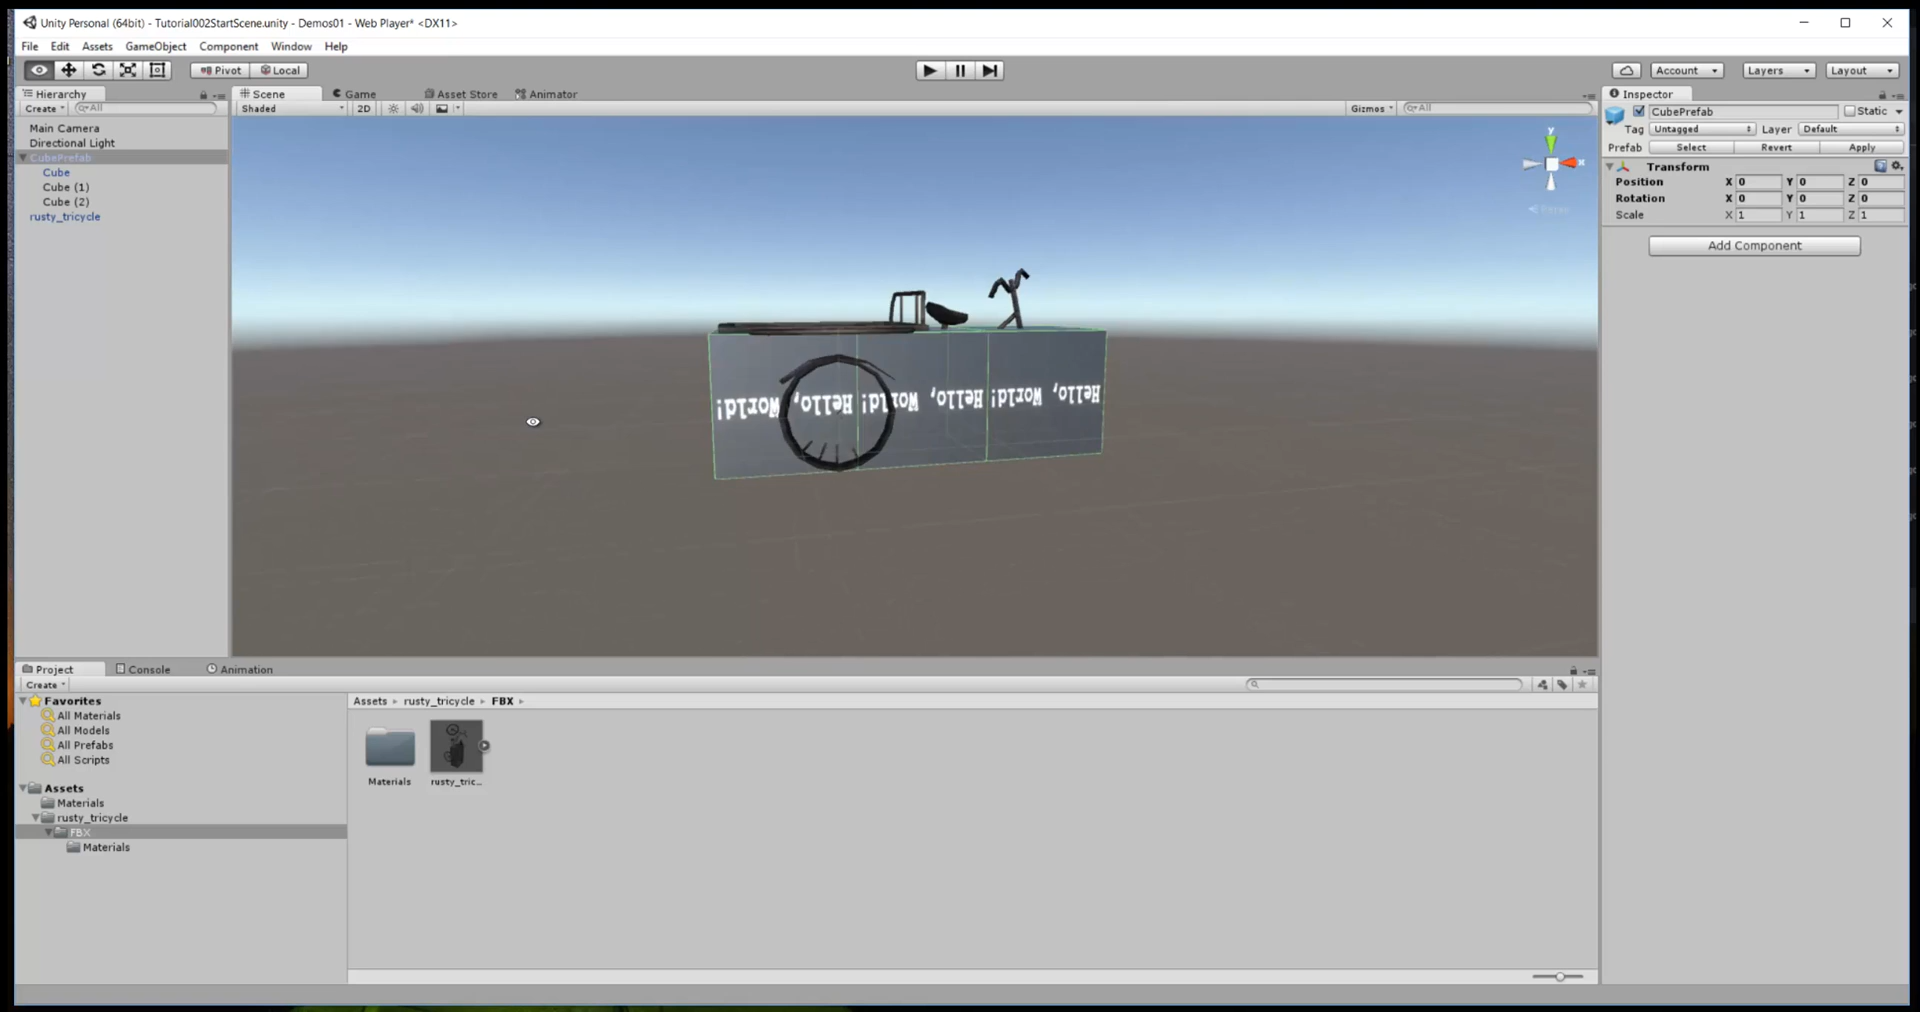 Unity Personal (64bit) - Tutorial002StartScene.unity - Demos01 - Web Player* <DX11>
File Edit Assets GameObject Component Window Help
Pivot Local Account Layers Layout
Hierarchy Scene Game Asset Store Animator Inspector
Create All Shaded 2D Gizmos All CubePrefab Static
Main Camera
Directional Light
CubePrefab
Cube
Cube (1)
Cube (2)
rusty_tricycle
Tag Untagged Layer Default
Prefab Select Revert Apply
Transform
Position X 0 Y 0 Z 0
Rotation X 0 Y 0 Z 0
Scale X 1 Y 1 Z 1
Add Component
y
x
Persp
Hello, World! Hello, World! Hello, World!
Project Console Animation
Create
Favorites
All Materials
All Models
All Prefabs
All Scripts
Assets
Materials
rusty_tricycle
FBX
Materials
Assets rusty_tricycle FBX
Materials rusty_tric...